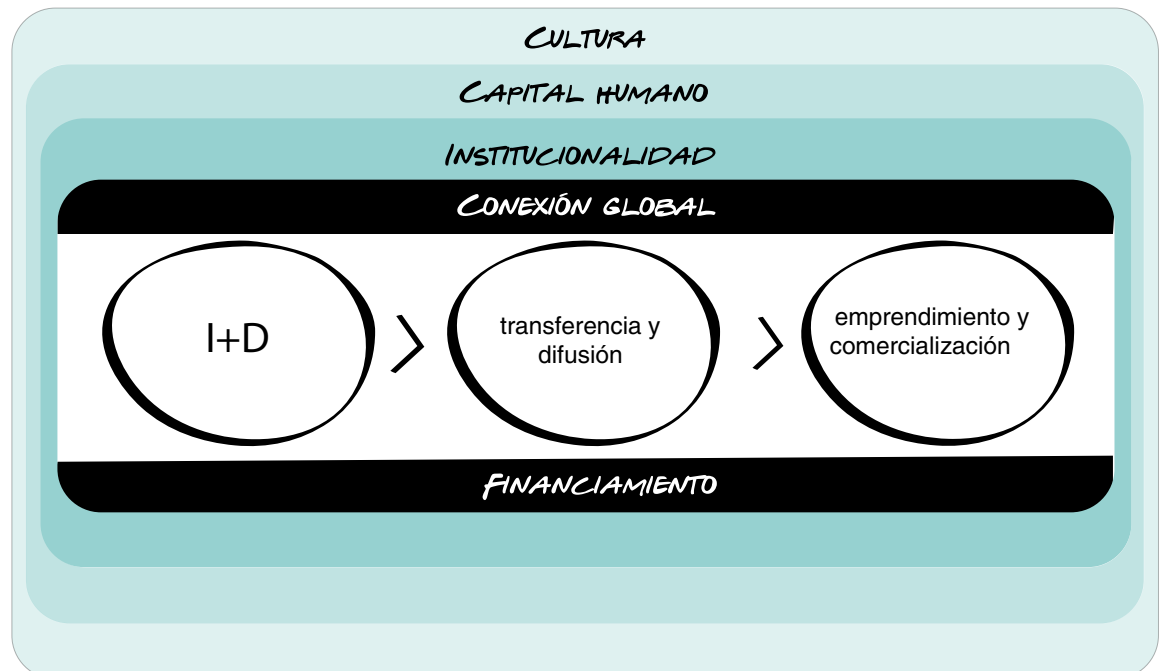 CULTURA
CAPITAL HUMANO
INSTITUCIONALIDAD
CONEXIÓN GLOBAL
I+D
transferencia y
difusión
emprendimiento y
comercialización
FINANCIAMIENTO